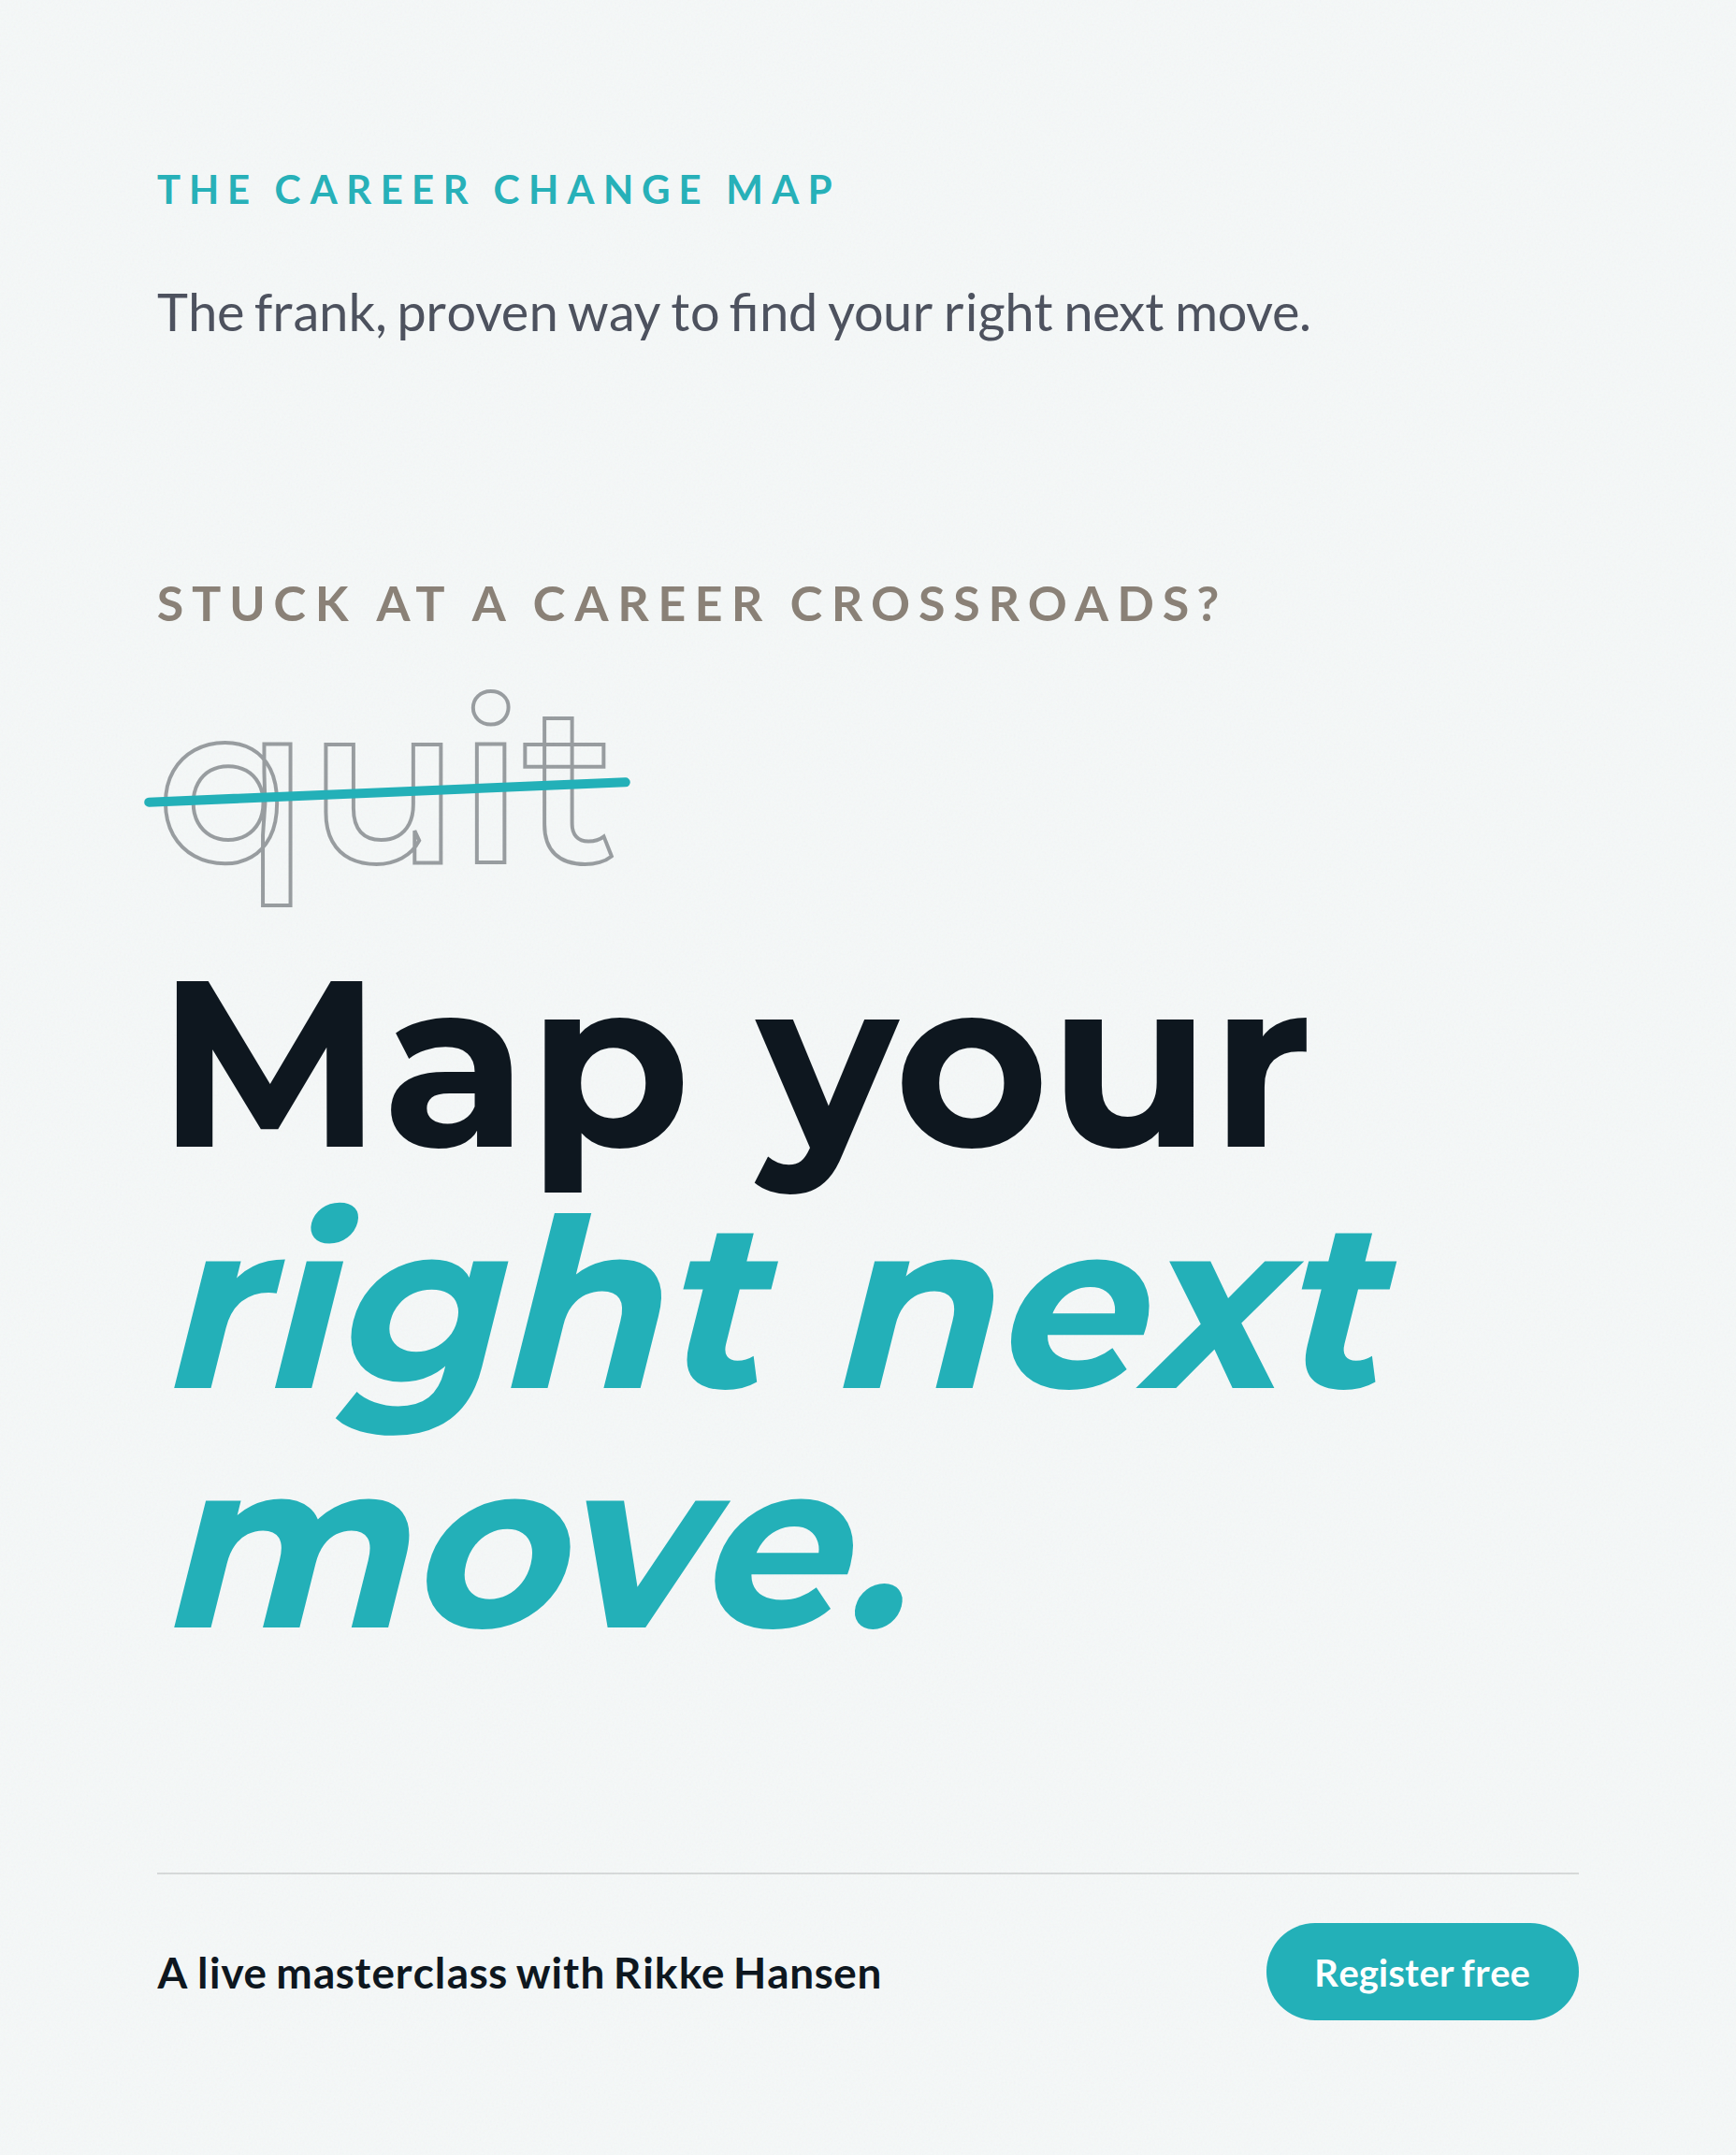 THE CAREER CHANGE MAP
The frank, proven way to find your right next move.
STUCK AT A CAREER CROSSROADS?
quit
Map your
right next
move.
A live masterclass with Rikke Hansen
Register free